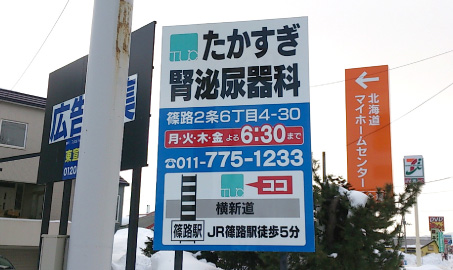 たかすぎ
腎泌尿器科
篠路2条6丁目4-30
月・火・木・金 よる6:30まで
☎011-775-1233
ココ
横新道
篠路駅
JR篠路駅徒歩5分
広告
北海道
マイホームセンター